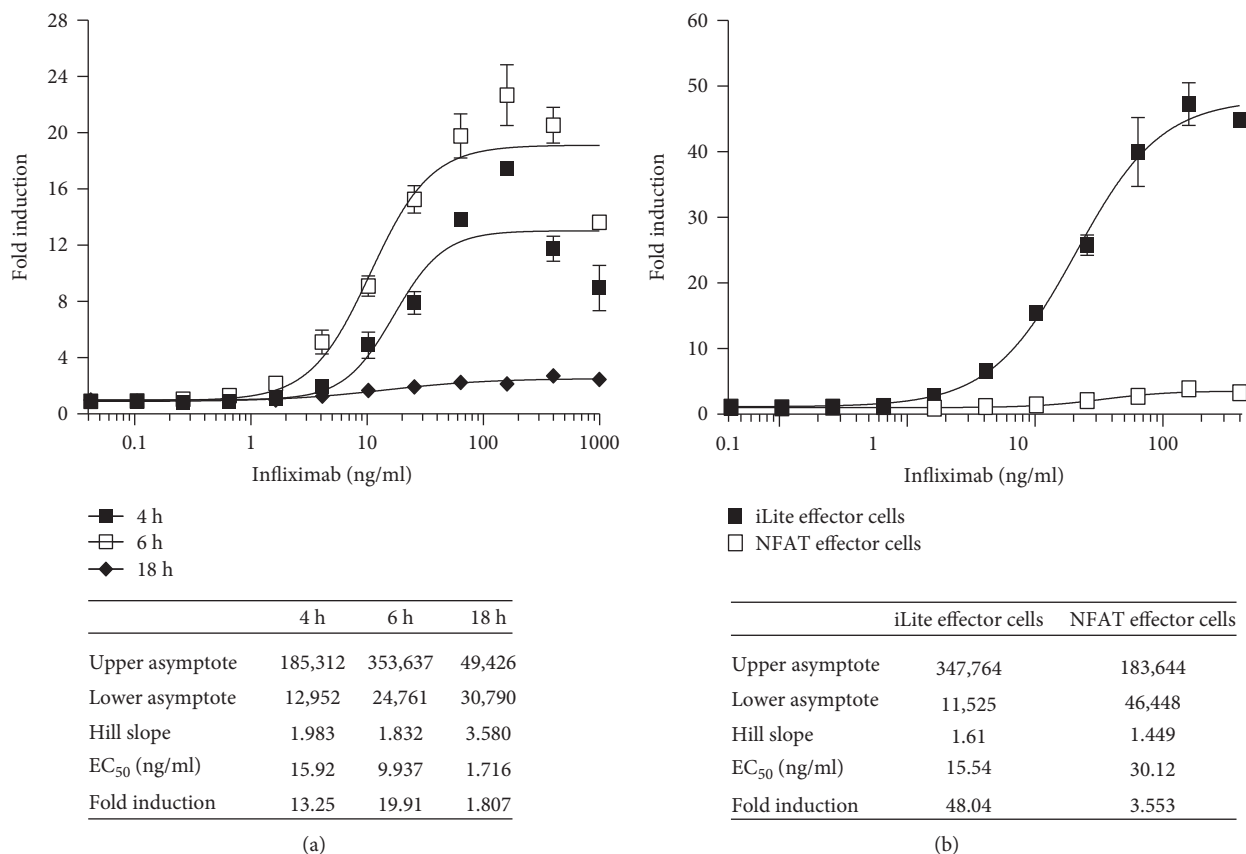 28
24
20
16
12
8
4
0
Fold induction
0.1 1 10 100 1000
Infliximab (ng/ml)
4 h
6 h
18 h
4 h 6 h 18 h
Upper asymptote 185,312 353,637 49,426
Lower asymptote 12,952 24,761 30,790
Hill slope 1.983 1.832 3.580
EC50 (ng/ml) 15.92 9.937 1.716
Fold induction 13.25 19.91 1.807
(a)
60
50
40
30
20
10
0
Fold induction
0.1 1 10 100
Infliximab (ng/ml)
iLite effector cells
NFAT effector cells
iLite effector cells NFAT effector cells
Upper asymptote 347,764 183,644
Lower asymptote 11,525 46,448
Hill slope 1.61 1.449
EC50 (ng/ml) 15.54 30.12
Fold induction 48.04 3.553
(b)